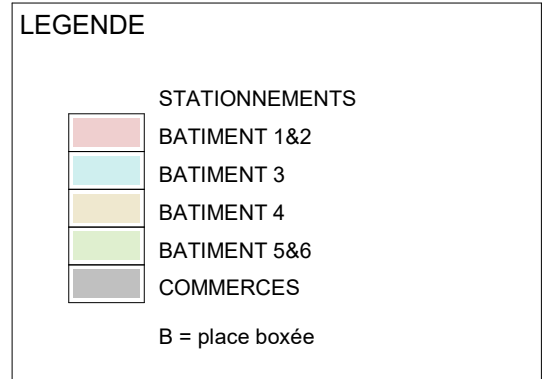 LEGENDE
STATIONNEMENTS
BATIMENT 1&2
BATIMENT 3
BATIMENT 4
BATIMENT 5&6
COMMERCES
B = place boxée